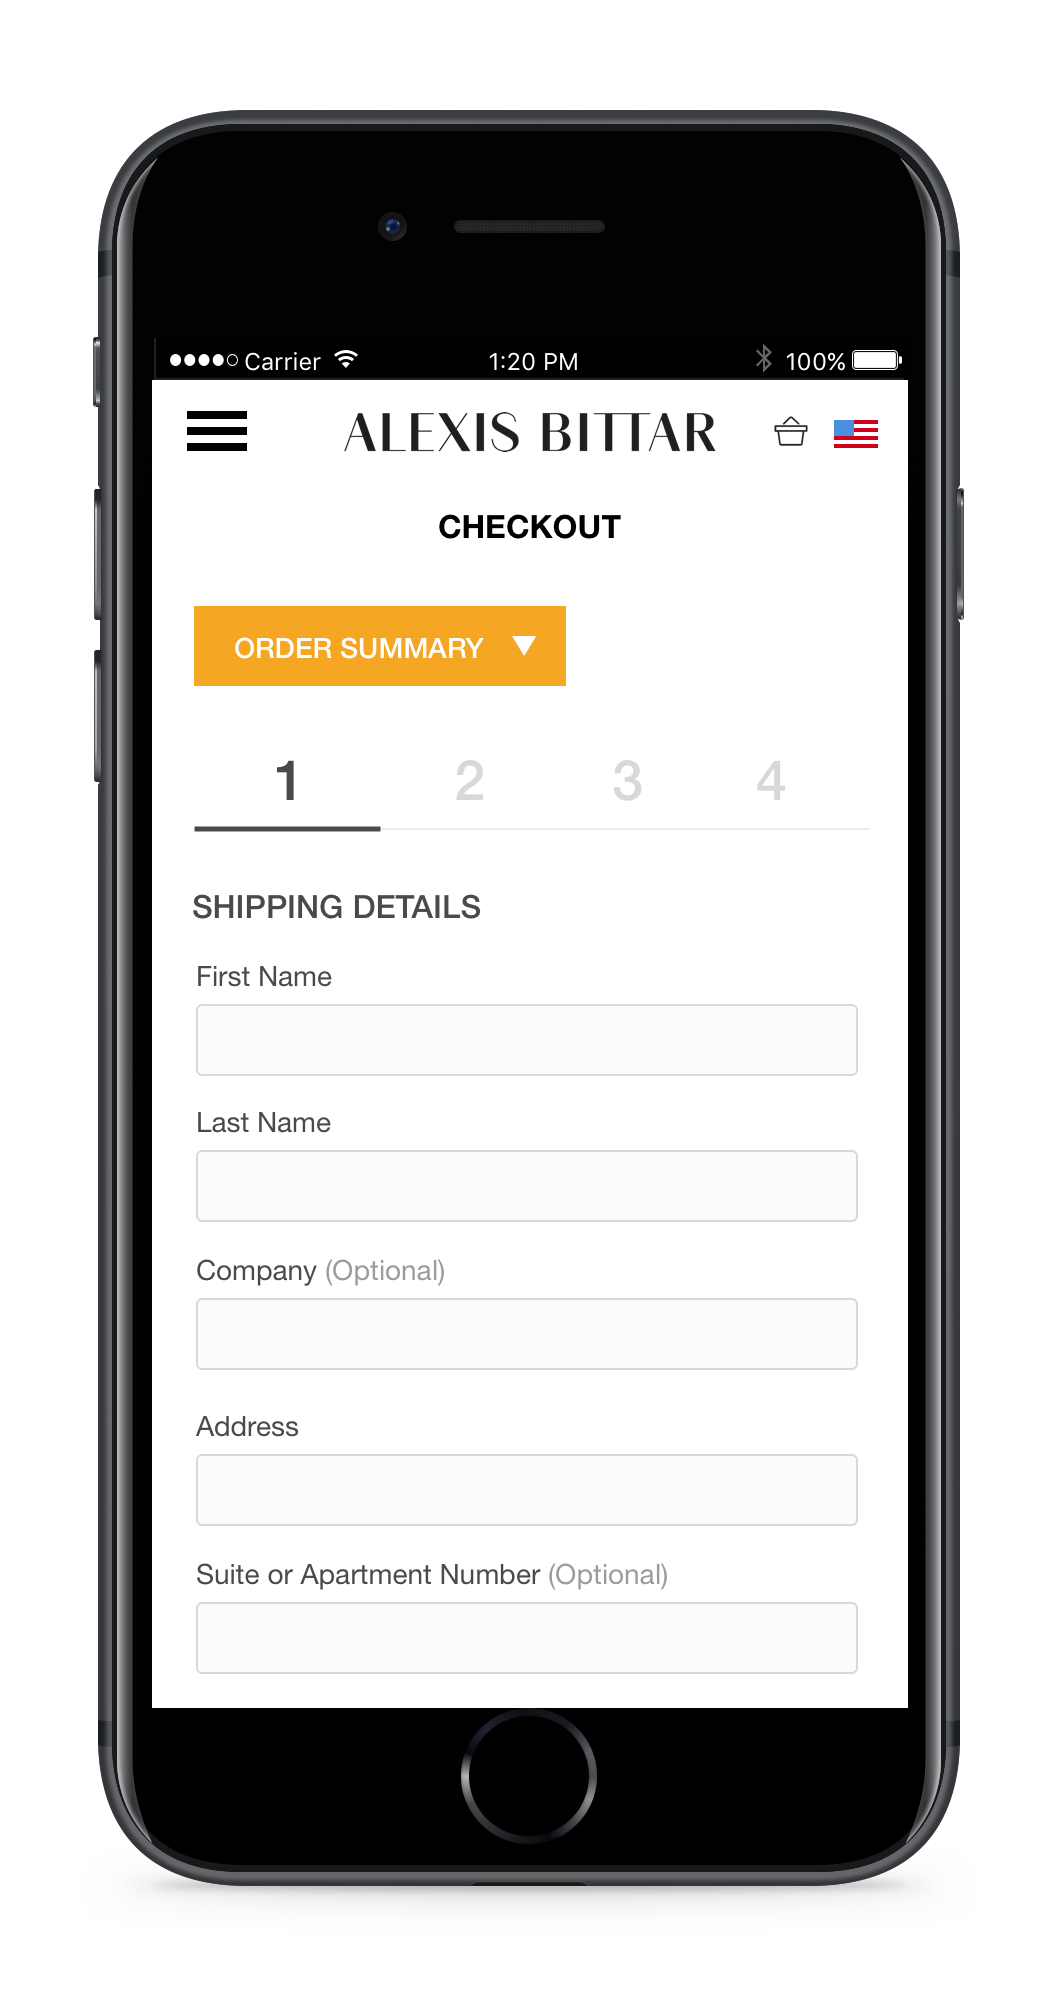 Carrier 1:20 PM 100%
ALEXIS BITTAR
CHECKOUT
ORDER SUMMARY
1 2 3 4
SHIPPING DETAILS
First Name
Last Name
Company (Optional)
Address
Suite or Apartment Number (Optional)